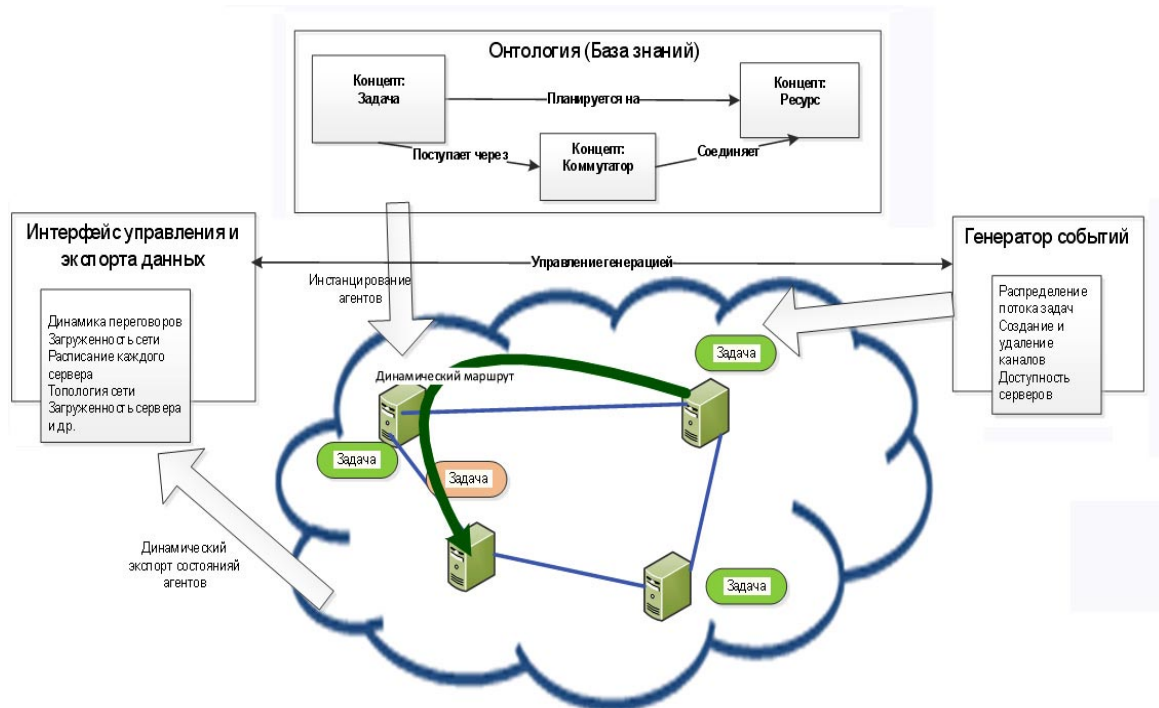 Онтология (База знаний)
Концепт:
Задача
Планируется на
Концепт:
Ресурс
Поступает через
Концепт:
Коммутатор
Соединяет
Интерфейс управления и
экспорта данных
Динамика переговоров
Загруженность сети
Расписание каждого
сервера
Топология сети
Загруженность сервера
и др.
Инстанцирование
агентов
Управление генерацией
Генератор событий
Распределение
потока задач
Создание и
удаление
каналов
Доступность
серверов
Задача
Динамический маршрут
Задача
Задача
Задача
Динамический
экспорт состояниий
агентов